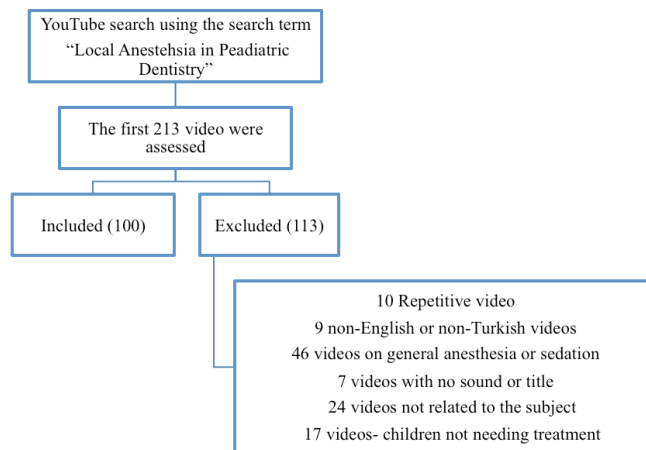 YouTube search using the search term
“Local Anestehsia in Peadiatric
Dentistry”
The first 213 video were
assessed
Included (100)
Excluded (113)
10 Repetitive video
9 non-English or non-Turkish videos
46 videos on general anesthesia or sedation
7 videos with no sound or title
24 videos not related to the subject
17 videos- children not needing treatment